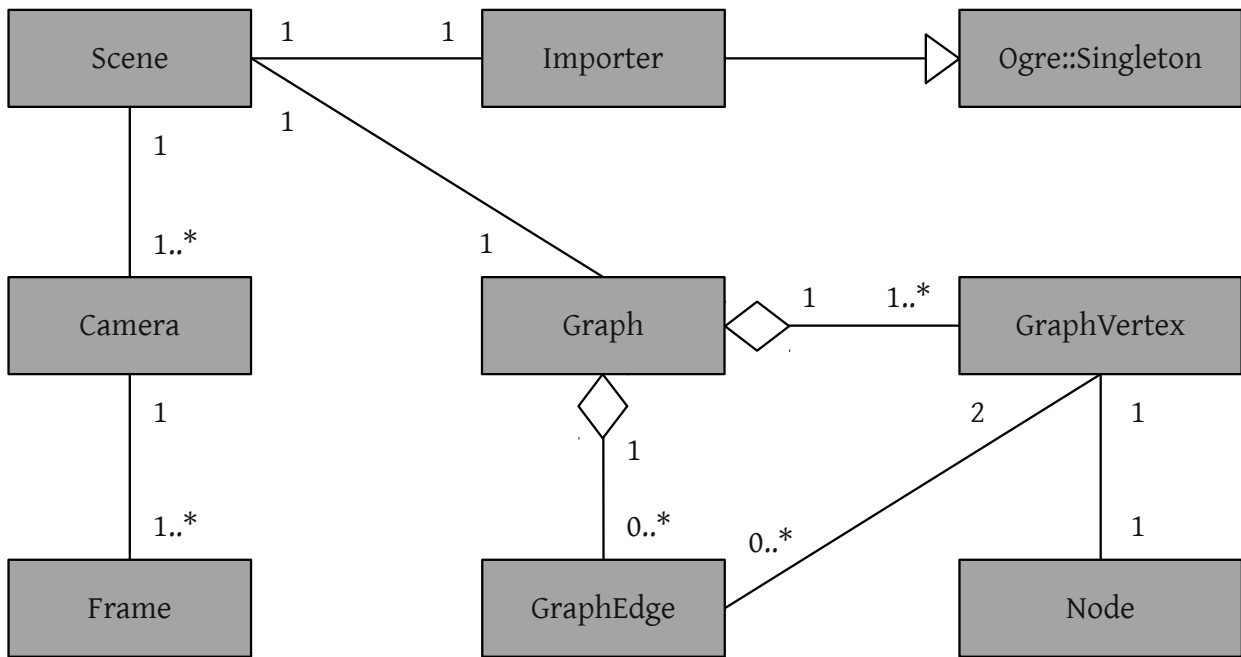 Scene
1
1
Importer
Ogre::Singleton
1
1
1..*
1
Camera
Graph
1
1..*
GraphVertex
1
1
2
1
1..*
0..*
0..*
1
Frame
GraphEdge
Node